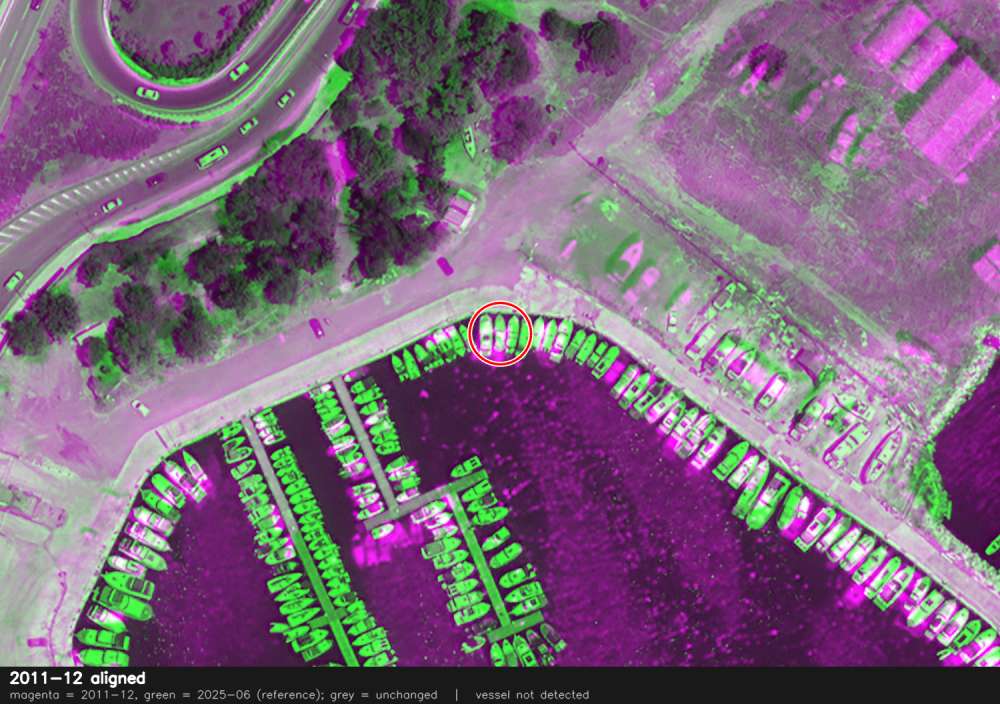 2011-12 aligned
magenta = 2011-12, green = 2025-06 (reference); grey = unchanged | vessel not detected